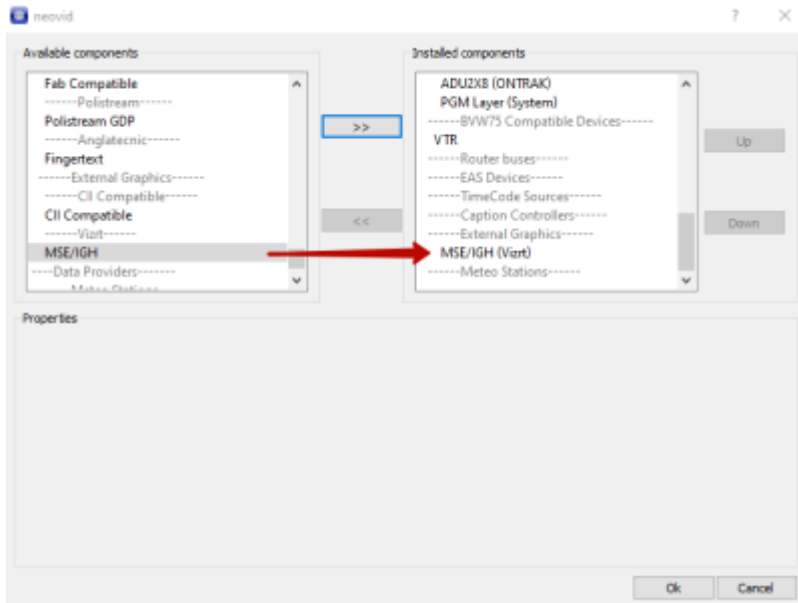 neovid
? ×
Available components
Fab Compatible
------Polistream------
Polistream GDP
------Anglatecnic------
Fingertext
------External Graphics------
------CII Compatible------
CII Compatible
------Vizrt------
MSE/IGH
----Data Providers-------
------Meteo Stations------
>>
<<
Installed components
ADU2X8 (ONTRAK)
PGM Layer (System)
------BVW75 Compatible Devices------
VTR
------Router buses------
------EAS Devices------
------TimeCode Sources------
------Caption Controllers------
------External Graphics------
MSE/IGH (Vizrt)
------Meteo Stations------
Up
Down
Properties
Ok
Cancel